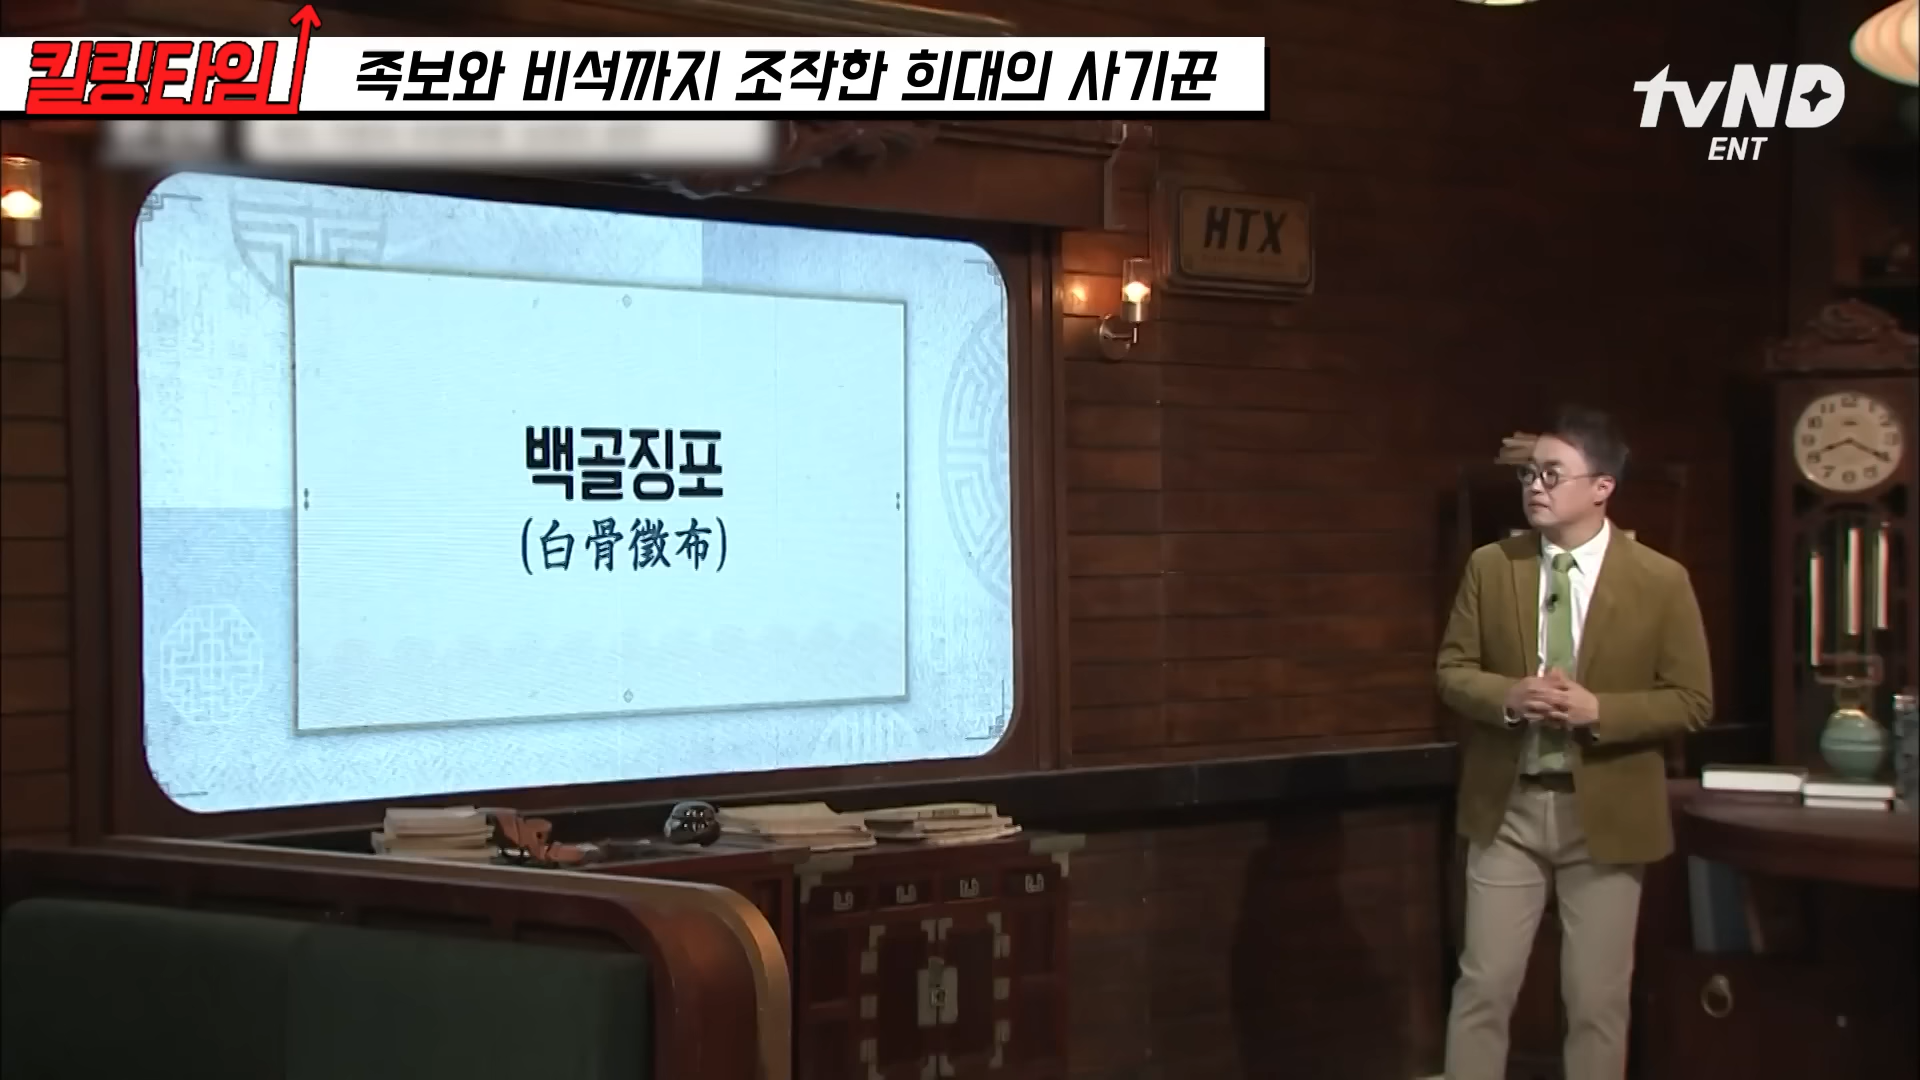 킬링타임
족보와 비석까지 조작한 희대의 사기꾼
tvND
ENT
HTX
백골징포
(白骨徵布)